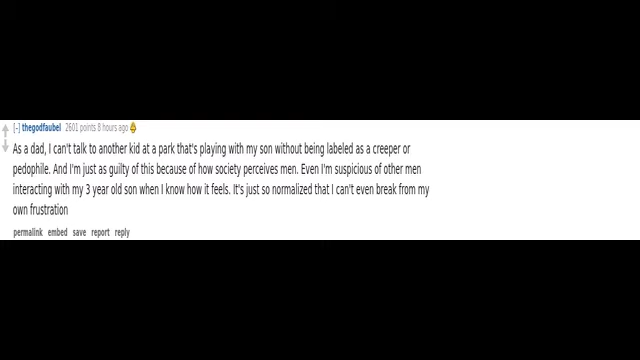 [-] thegodfaubel 2601 points 8 hours ago
As a dad, I can't talk to another kid at a park that's playing with my son without being labeled as a creeper or
pedophile. And I'm just as guilty of this because of how society perceives men. Even I'm suspicious of other men
interacting with my 3 year old son when I know how it feels. It's just so normalized that I can't even break from my
own frustration
permalink embed save report reply